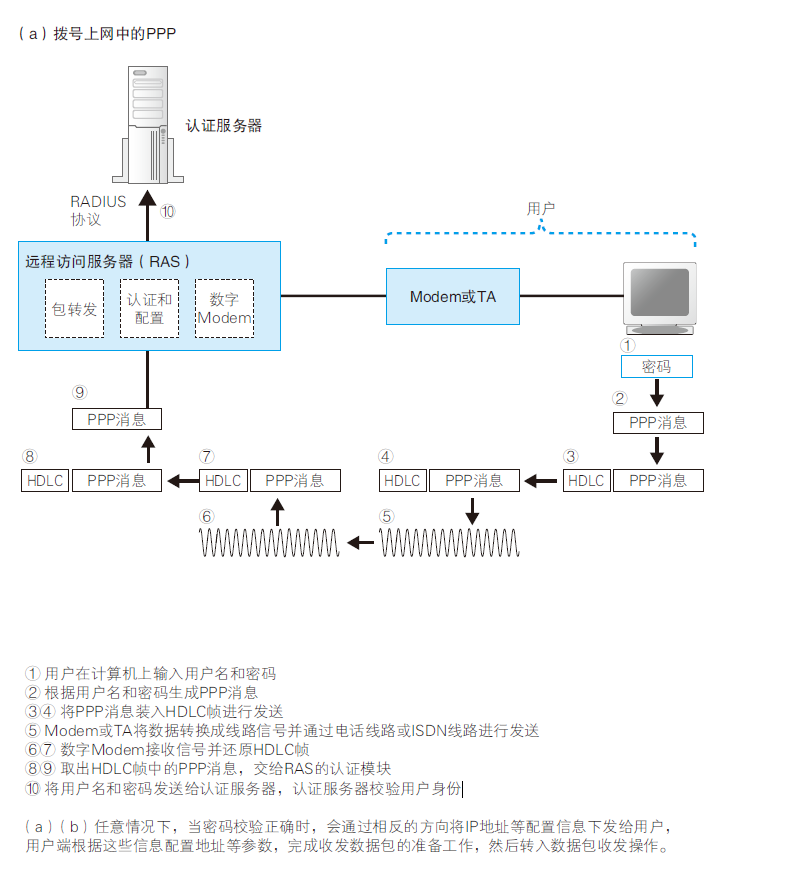 (a)拨号上网中的PPP
认证服务器
RADIUS
协议
⑩
用户
远程访问服务器(RAS)
包转发
认证和
配置
数字
Modem
Modem或TA
①
密码
②
PPP消息
⑨
PPP消息
⑧
HDLC
PPP消息
⑦
HDLC
PPP消息
④
HDLC
PPP消息
③
HDLC
PPP消息
⑥
⑤
①用户在计算机上输入用户名和密码
②根据用户名和密码生成PPP消息
③④ 将PPP消息装入HDLC帧进行发送
⑤ Modem或TA将数据转换成线路信号并通过电话线路或ISDN线路进行发送
⑥⑦ 数字Modem接收信号并还原HDLC帧
⑧⑨ 取出HDLC帧中的PPP消息，交给RAS的认证模块
⑩ 将用户名和密码发送给认证服务器，认证服务器校验用户身份
(a)(b)任意情况下，当密码校验正确时，会通过相反的方向将IP地址等配置信息下发给用户，
用户端根据这些信息配置地址等参数，完成收发数据包的准备工作，然后转入数据包收发操作。